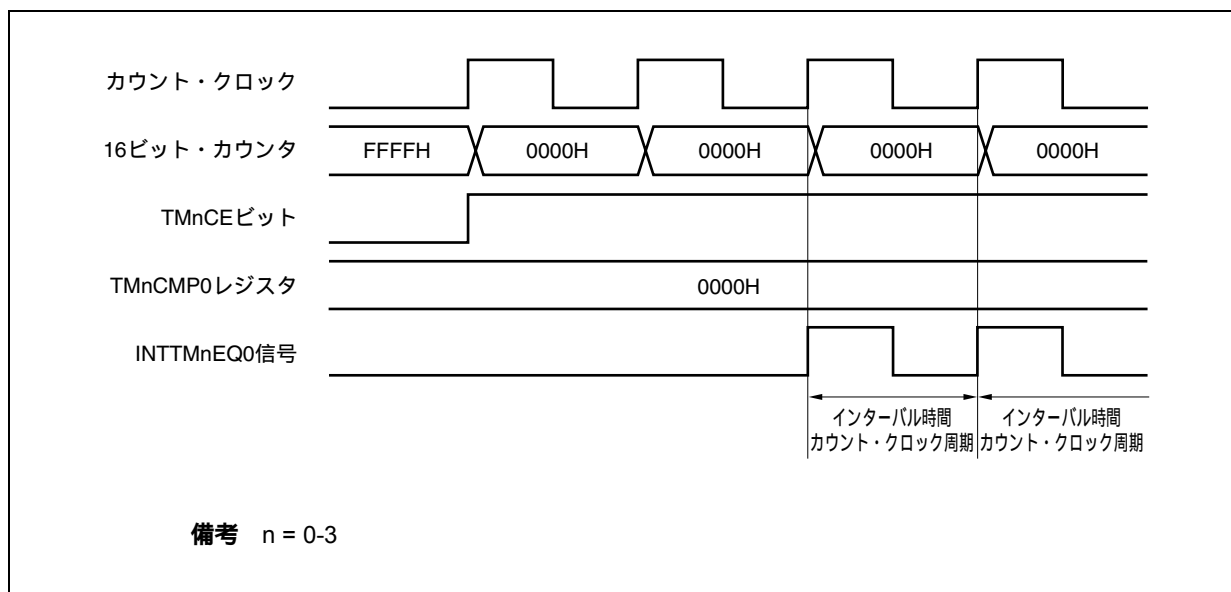 カウント・クロック
16ビット・カウンタ FFFFH 0000H 0000H 0000H 0000H
TMnCEビット
TMnCMP0レジスタ 0000H
INTTMnEQ0信号
インターバル時間 インターバル時間
カウント・クロック周期 カウント・クロック周期
備考 n = 0-3